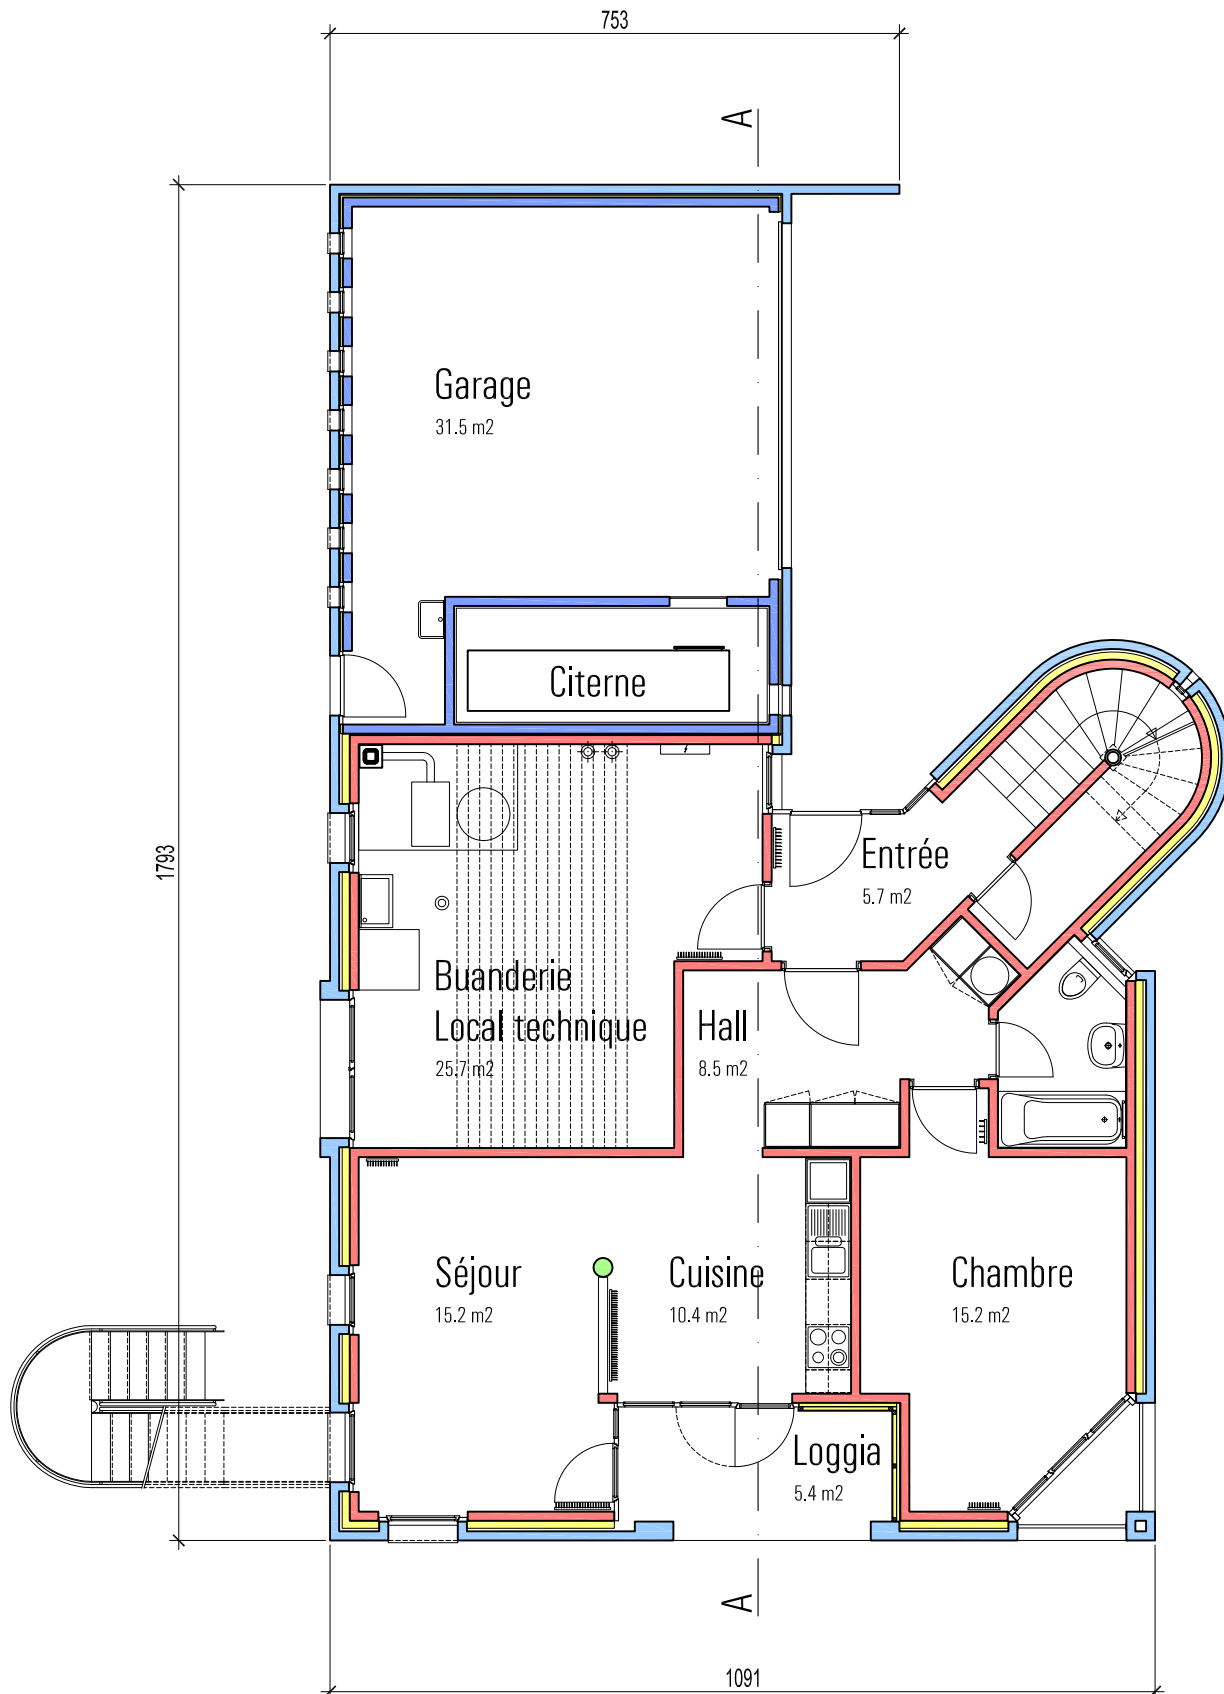 753
A
1793
Garage
31.5 m2
Citerne
Entrée
5.7 m2
Buanderie
Local technique
25.7 m2
Hall
8.5 m2
Séjour
15.2 m2
Cuisine
10.4 m2
Chambre
15.2 m2
Loggia
5.4 m2
A
1091